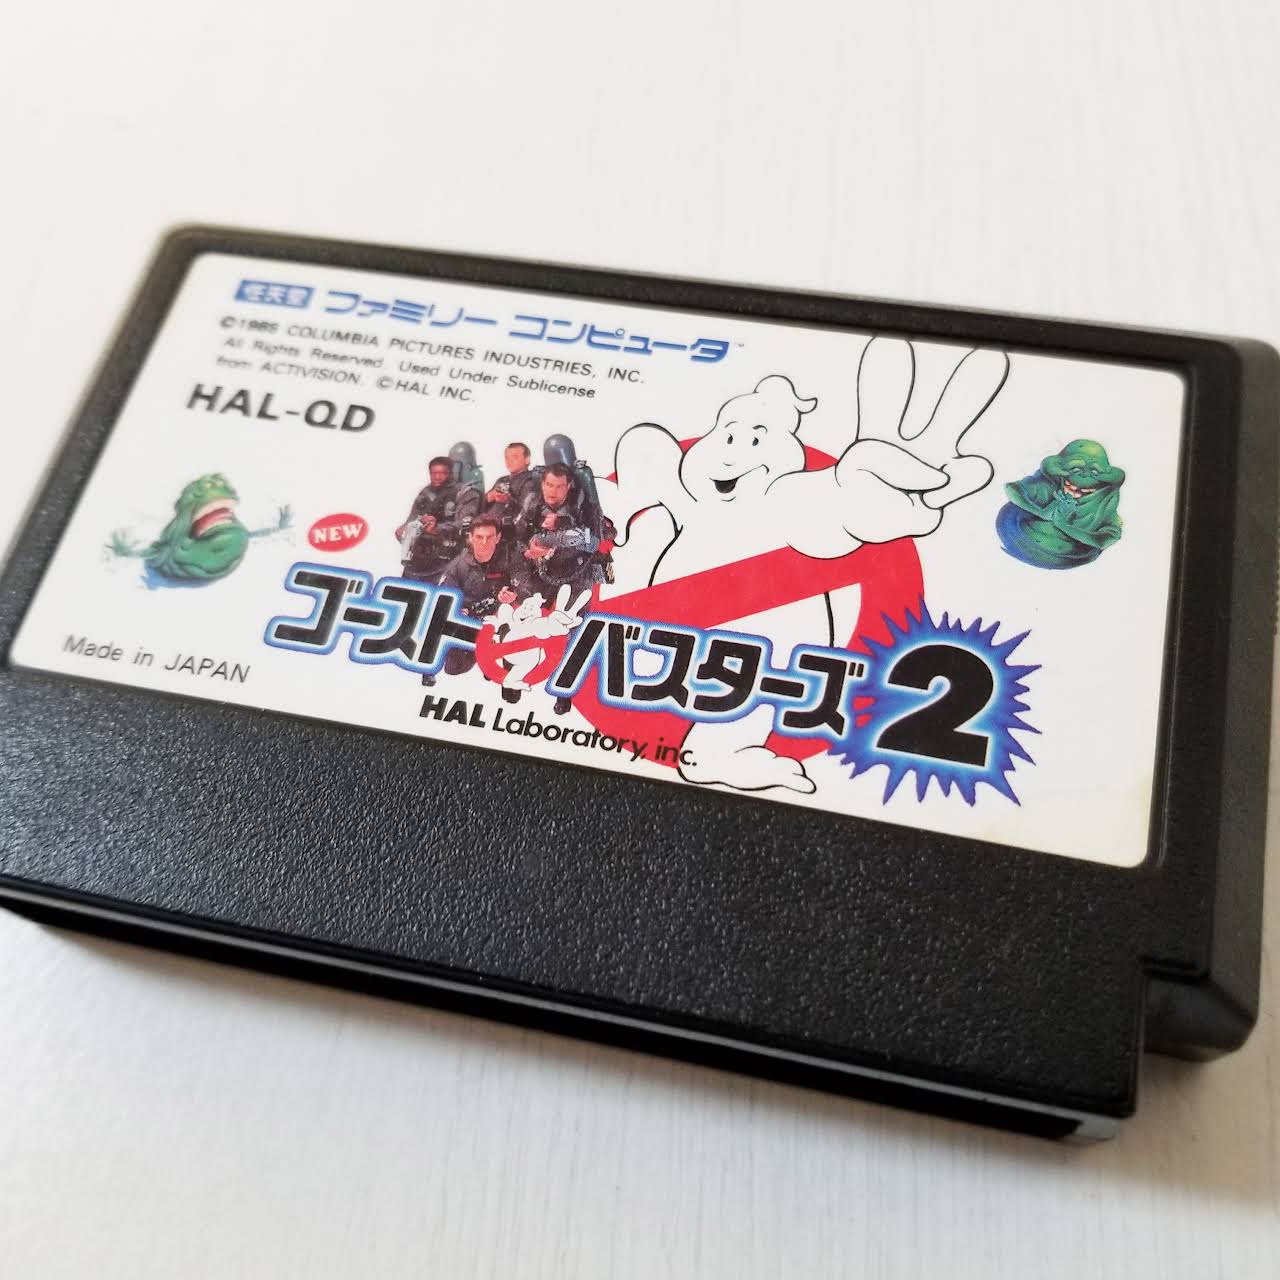 任天堂 ファミリーコンピュータ™
©1989 COLUMBIA PICTURES INDUSTRIES, INC.
All Rights Reserved. Used Under Sublicense
from ACTIVISION. ©HAL INC.
HAL-QD
NEW
ゴーストバスターズ2
Made in JAPAN
HAL Laboratory, inc.